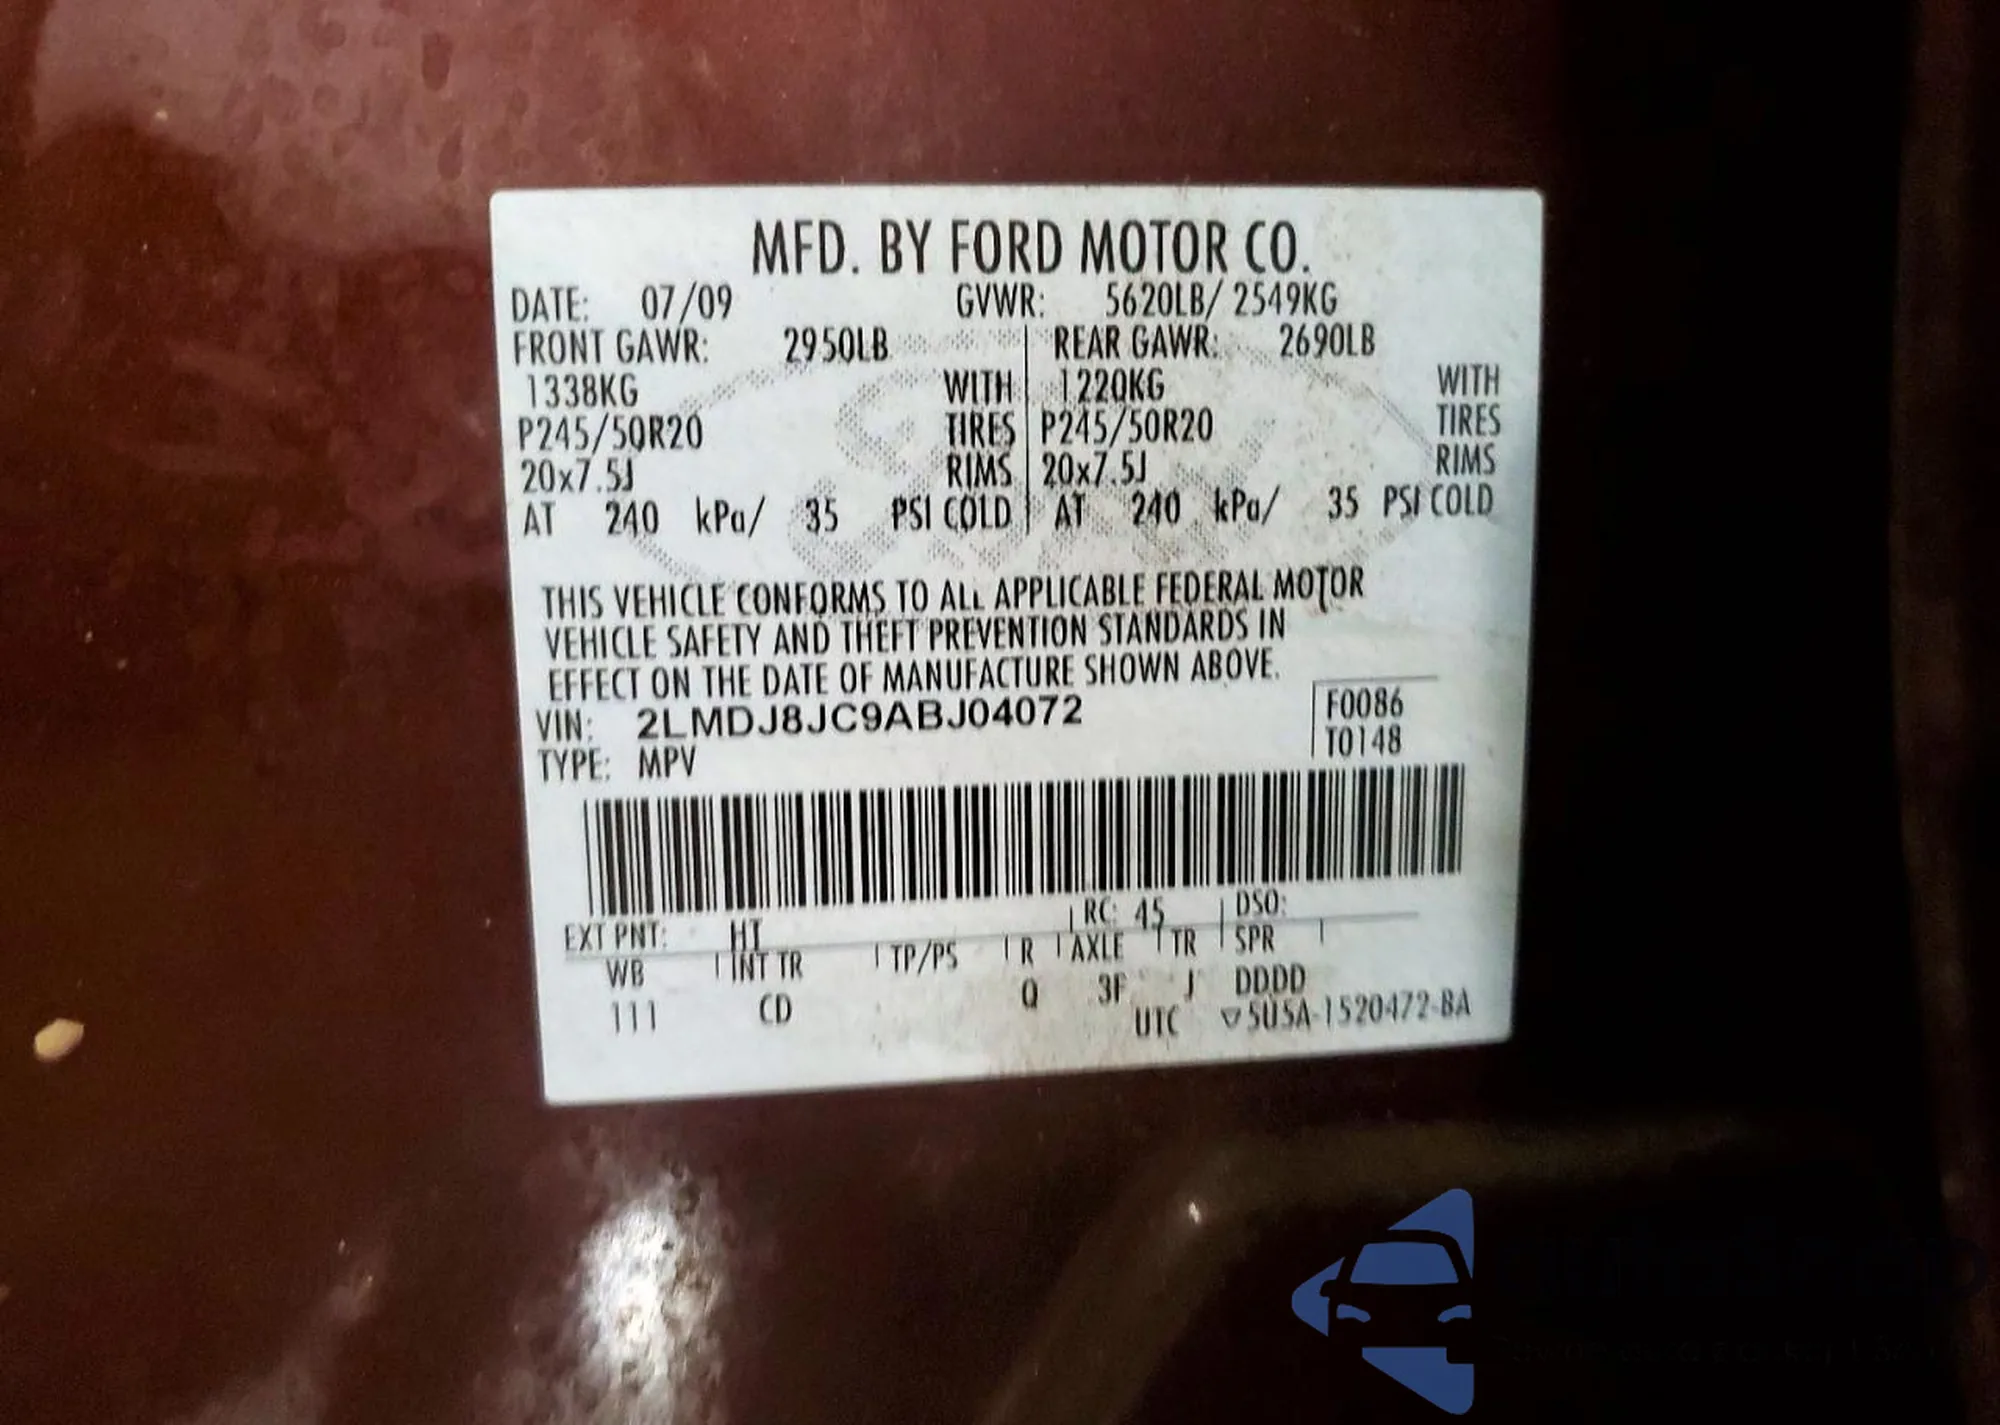 MFD. BY FORD MOTOR CO.
DATE: 07/09 GVWR: 5620LB/ 2549KG
FRONT GAWR: 2950LB REAR GAWR: 2690LB
1338KG WITH 1220KG WITH
P245/50R20 TIRES P245/50R20 TIRES
20x7.5J RIMS 20x7.5J RIMS
AT 240 kPa/ 35 PSI COLD AT 240 kPa/ 35 PSI COLD
THIS VEHICLE CONFORMS TO ALL APPLICABLE FEDERAL MOTOR
VEHICLE SAFETY AND THEFT PREVENTION STANDARDS IN
EFFECT ON THE DATE OF MANUFACTURE SHOWN ABOVE.
VIN: 2LMDJ8JC9ABJ04072 F0086
TYPE: MPV T0148
EXT PNT: HT RC: 45 DSO:
WB INT TR TP/PS R AXLE TR SPR
111 CD Q 3F J DDDD
UTC ▽5U5A-1520472-BA